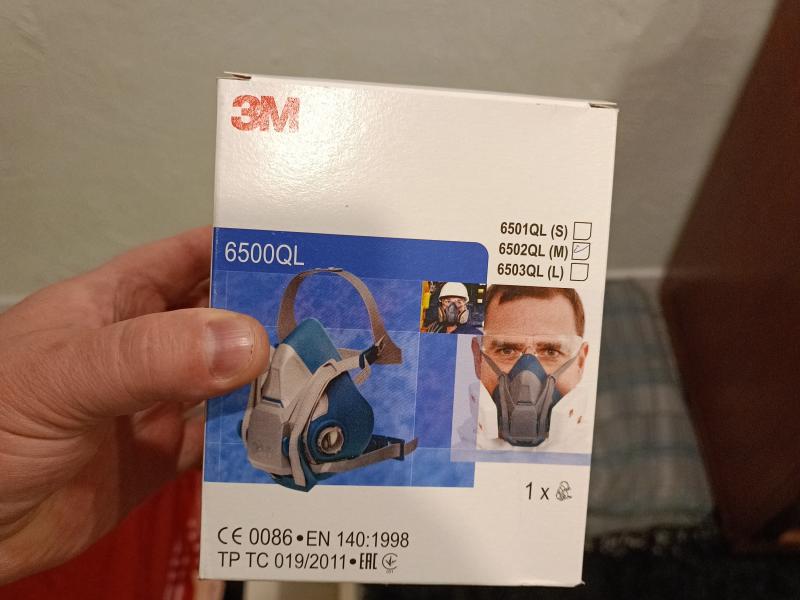 3M
6501QL (S)
6502QL (M)
6503QL (L)
6500QL
1 x
CE 0086 • EN 140:1998
TP TC 019/2011 • EAC